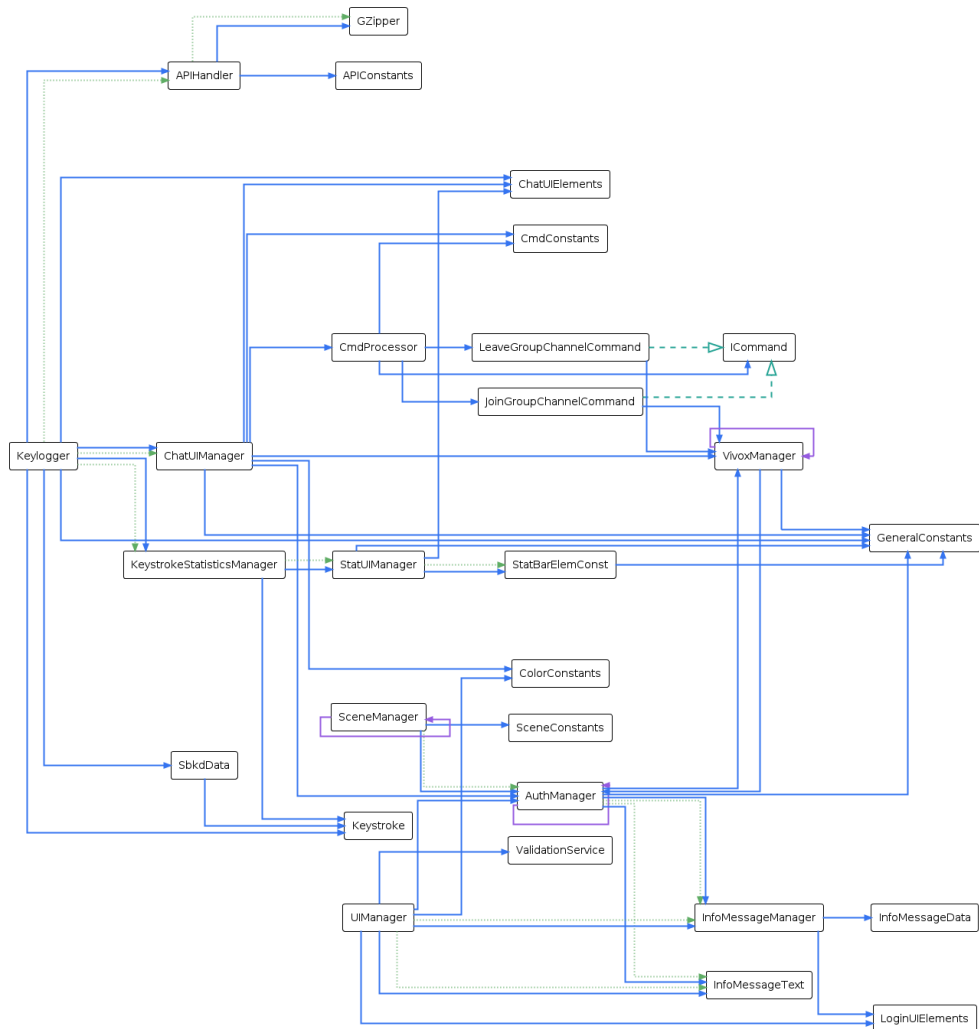 GZipper
APIHandler
APIConstants
ChatUIElements
CmdConstants
CmdProcessor
LeaveGroupChannelCommand
ICommand
JoinGroupChannelCommand
Keylogger
ChatUIManager
VivoxManager
GeneralConstants
KeystrokeStatisticsManager
StatUIManager
StatBarElemConst
ColorConstants
SceneManager
SceneConstants
SbkdData
AuthManager
Keystroke
ValidationService
UIManager
InfoMessageManager
InfoMessageData
InfoMessageText
LoginUIElements